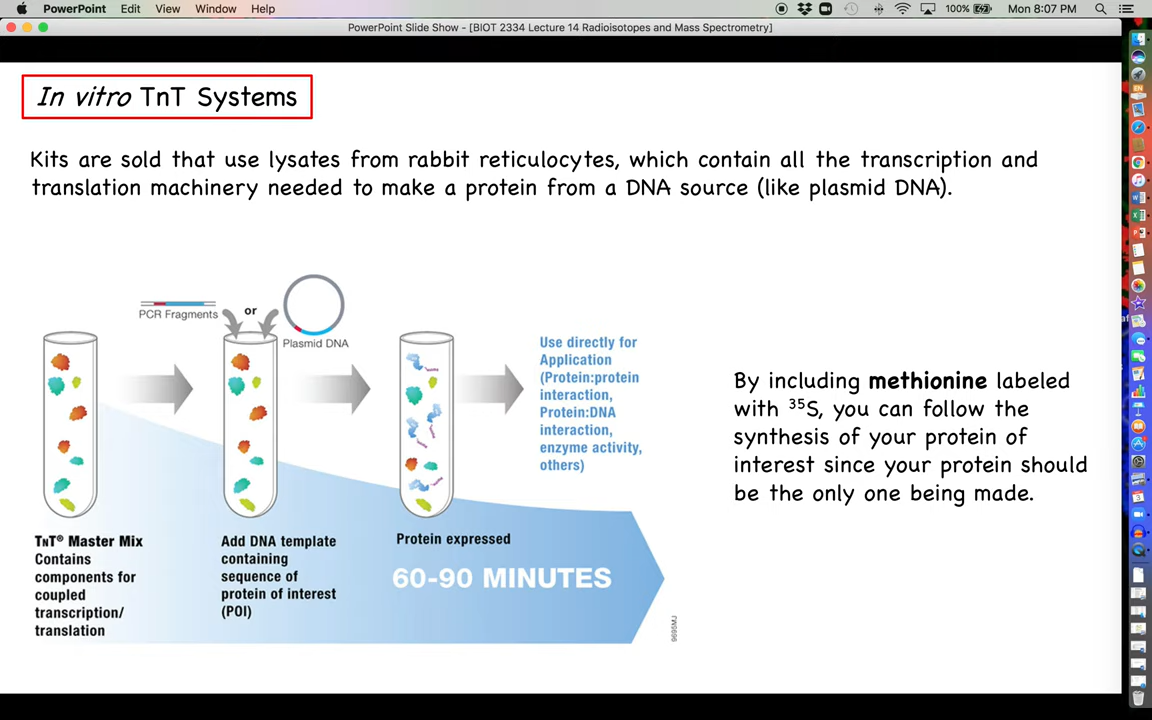 PowerPoint Edit View Window Help 100% Mon 8:07 PM
PowerPoint Slide Show - [BIOT 2334 Lecture 14 Radioisotopes and Mass Spectrometry]
In vitro TnT Systems
Kits are sold that use lysates from rabbit reticulocytes, which contain all the transcription and
translation machinery needed to make a protein from a DNA source (like plasmid DNA).
PCR Fragments
or
Plasmid DNA
Use directly for
Application
(Protein:protein
interaction,
Protein:DNA
interaction,
enzyme activity,
others)
By including methionine labeled
with ³⁵S, you can follow the
synthesis of your protein of
interest since your protein should
be the only one being made.
TNT® Master Mix
Contains
components for
coupled
transcription/
translation
Add DNA template
containing
sequence of
protein of interest
(POI)
Protein expressed
60-90 MINUTES
9695MJ